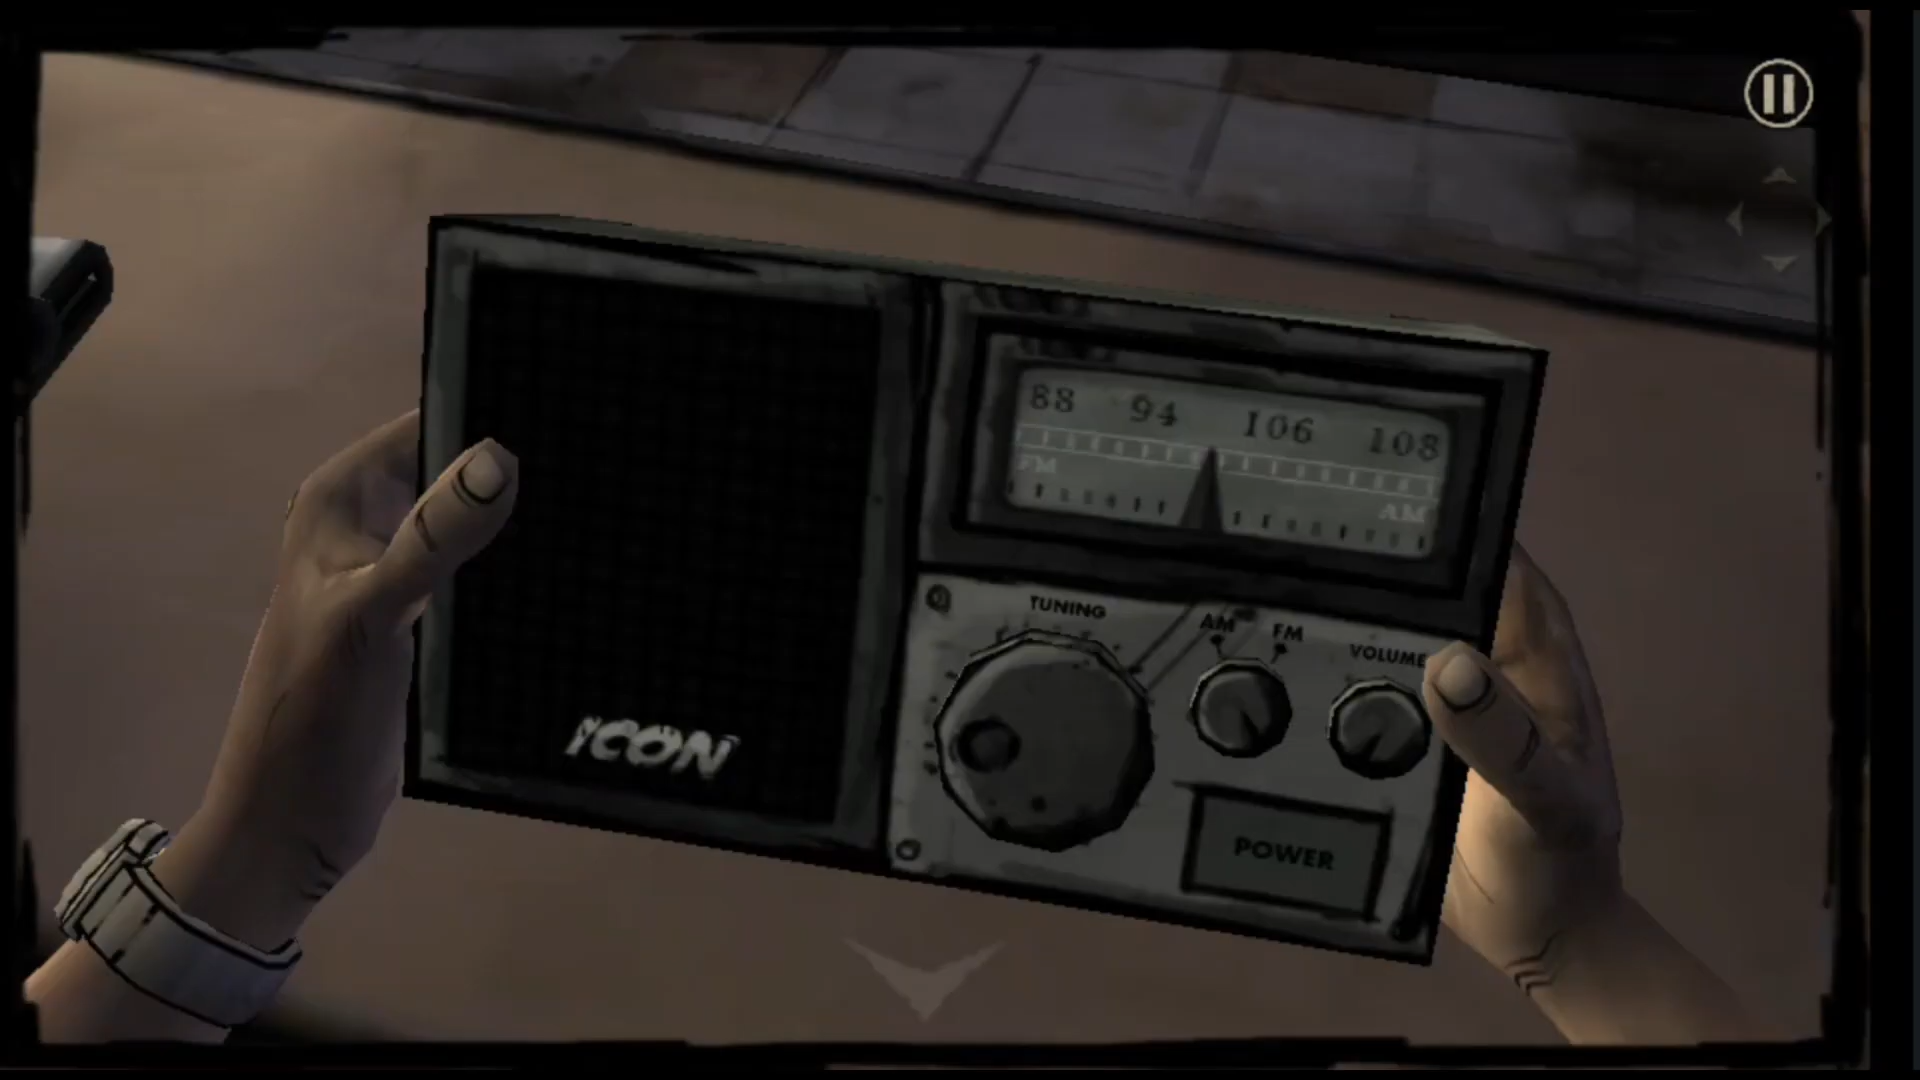 88 94 106 108
FM
AM
TUNING
AM FM
VOLUME
POWER
ICON